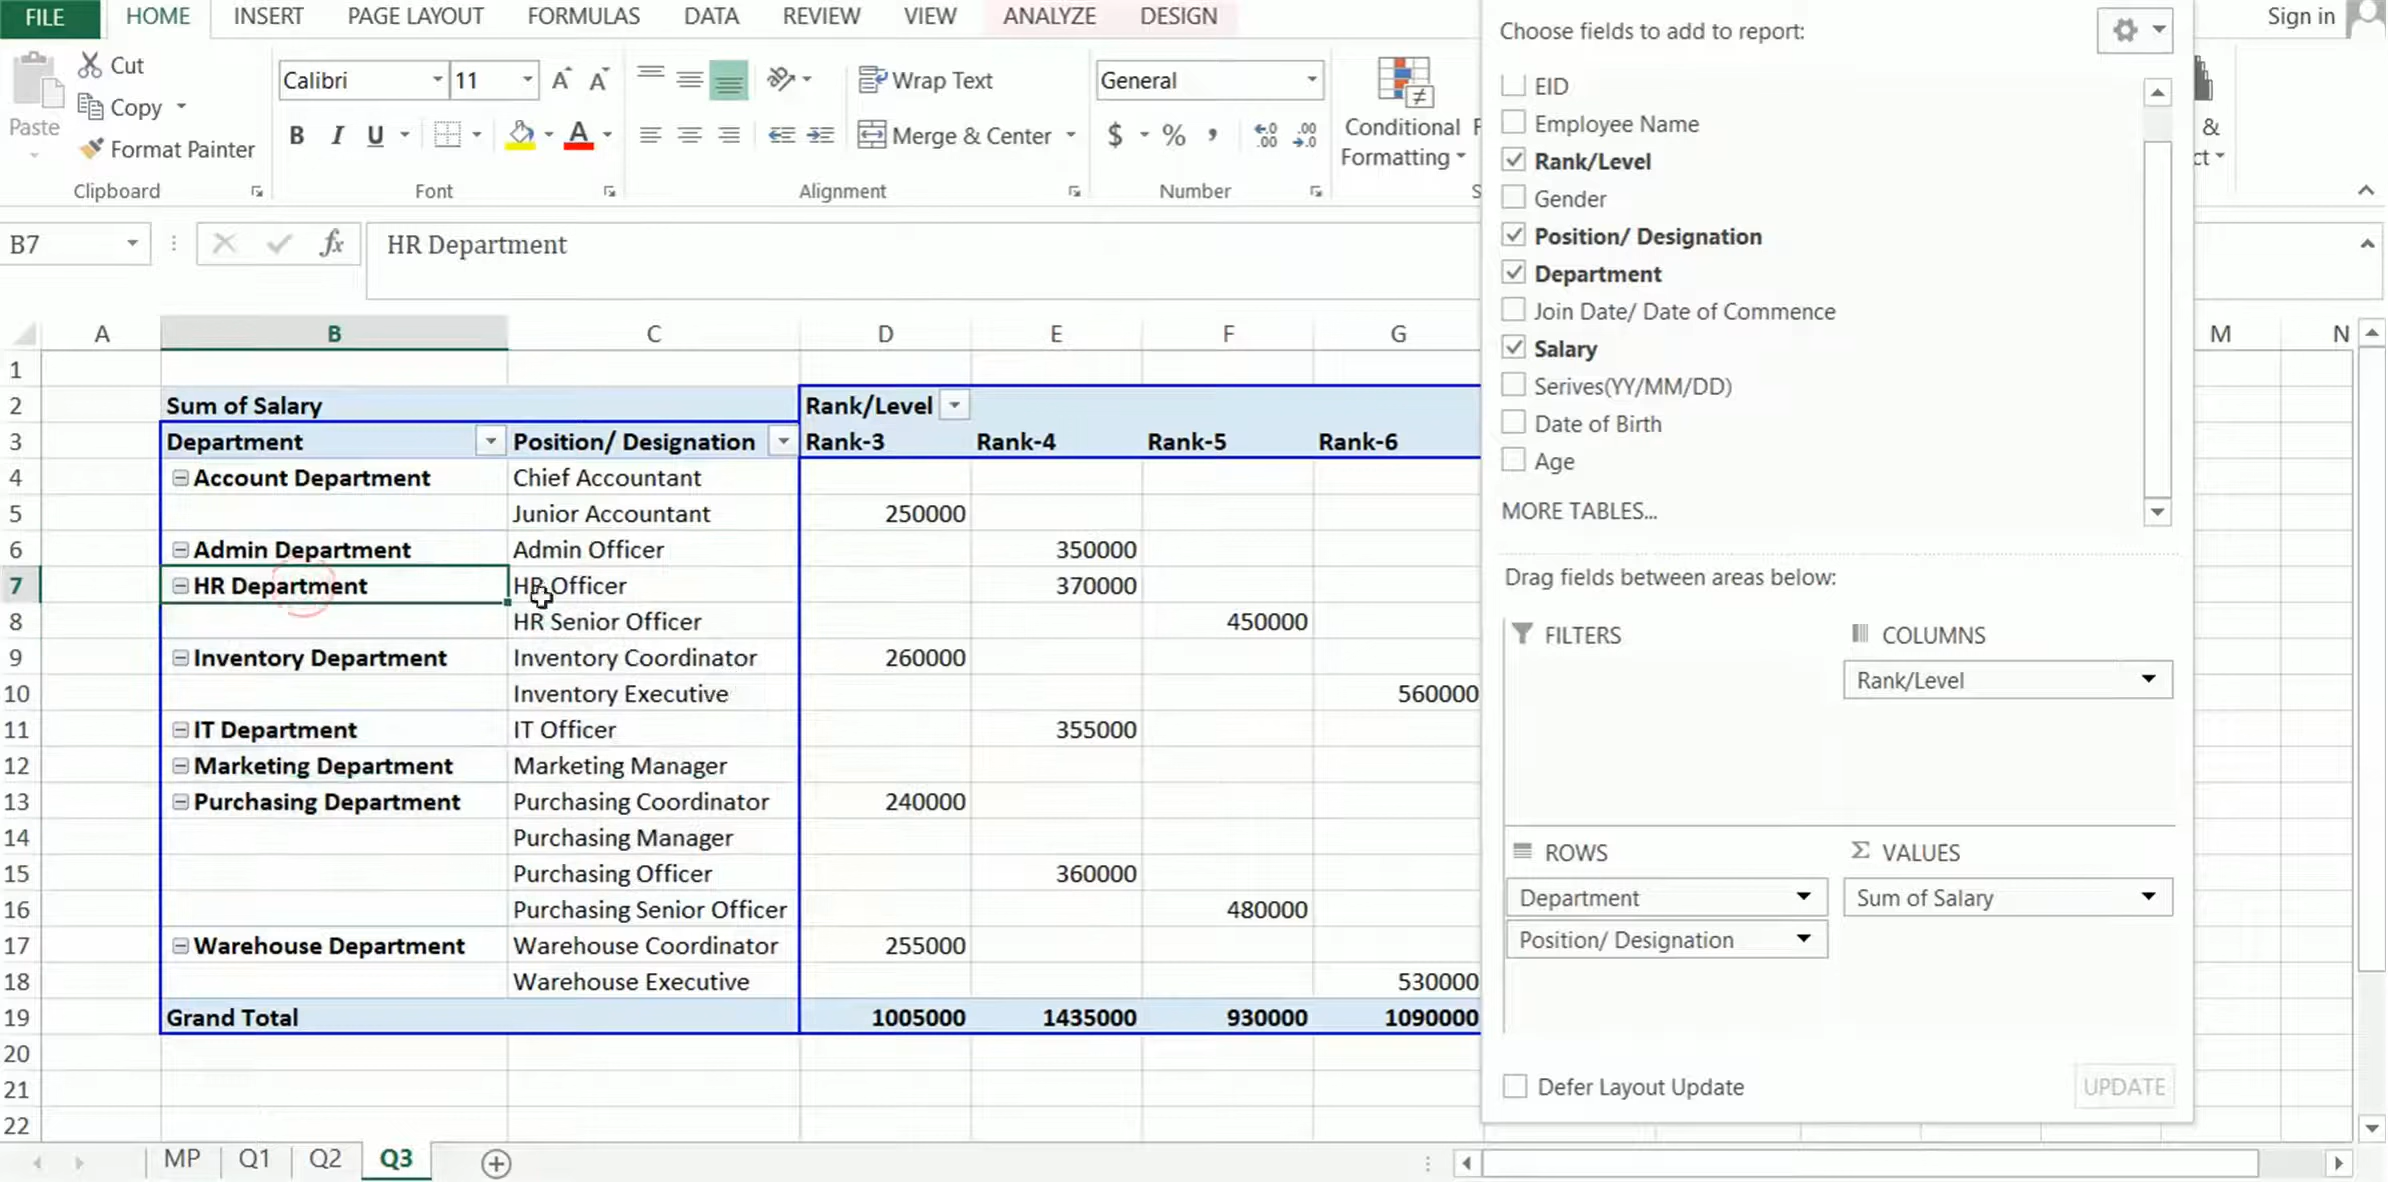 FILE HOME INSERT PAGE LAYOUT FORMULAS DATA REVIEW VIEW ANALYZE DESIGN
Sign in
Cut
Copy
Format Painter
Paste
Clipboard
Calibri 11
B I U A
Font
Wrap Text
Merge & Center
Alignment
General
$ % ,
Number
Conditional
Formatting
B7
fx
HR Department
A B C D E F G M N
1
2 Sum of Salary Rank/Level
3 Department Position/ Designation Rank-3 Rank-4 Rank-5 Rank-6
4 Account Department Chief Accountant
5 Junior Accountant 250000
6 Admin Department Admin Officer 350000
7 HR Department HR Officer 370000
8 HR Senior Officer 450000
9 Inventory Department Inventory Coordinator 260000
10 Inventory Executive 560000
11 IT Department IT Officer 355000
12 Marketing Department Marketing Manager
13 Purchasing Department Purchasing Coordinator 240000
14 Purchasing Manager
15 Purchasing Officer 360000
16 Purchasing Senior Officer 480000
17 Warehouse Department Warehouse Coordinator 255000
18 Warehouse Executive 530000
19 Grand Total 1005000 1435000 930000 1090000
20
21
22
MP Q1 Q2 Q3
Choose fields to add to report:
EID
Employee Name
Rank/Level
Gender
Position/ Designation
Department
Join Date/ Date of Commence
Salary
Serives(YY/MM/DD)
Date of Birth
Age
MORE TABLES...
Drag fields between areas below:
FILTERS
COLUMNS
Rank/Level
ROWS
Department
Position/ Designation
VALUES
Sum of Salary
Defer Layout Update
UPDATE